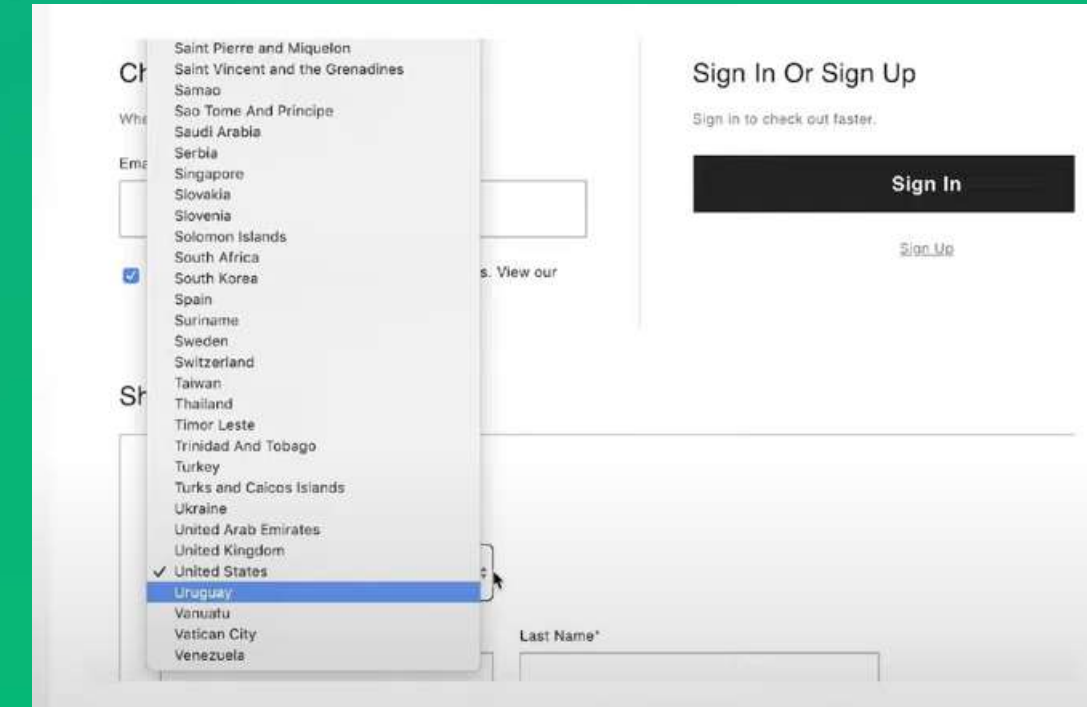 Ch
Saint Pierre and Miquelon
Saint Vincent and the Grenadines
Samao
Sao Tome And Principe
Saudi Arabia
Serbia
Singapore
Slovakia
Slovenia
Solomon Islands
South Africa
South Korea
Spain
Suriname
Sweden
Switzerland
Taiwan
Thailand
Timor Leste
Trinidad And Tobago
Turkey
Turks and Caicos Islands
Ukraine
United Arab Emirates
United Kingdom
✓ United States
Uruguay
Vanuatu
Vatican City
Venezuela
Whe
Ema
s. View our
Sh
Last Name*
Sign In Or Sign Up
Sign in to check out faster.
Sign In
Sign Up